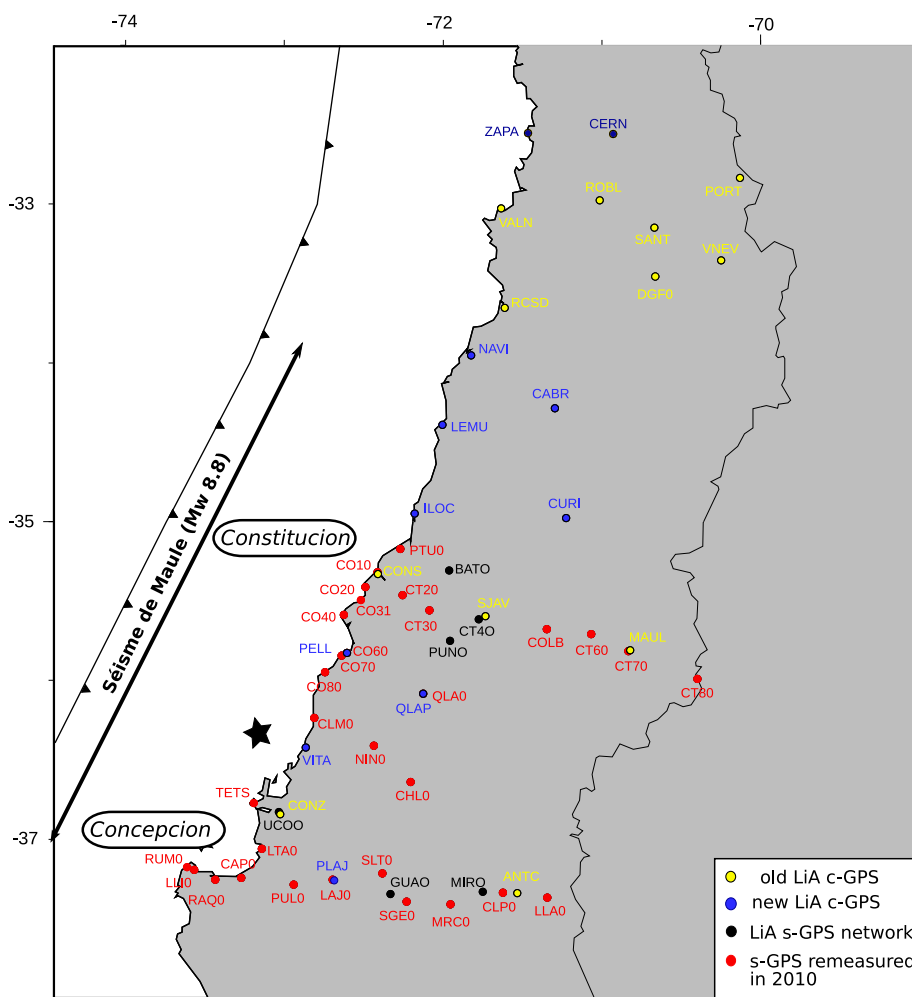 -74
-72
-70
-33
-35
-37
ZAPA
CERN
ROBL
PORT
VALN
SANT
VNEV
DGF0
RCSD
NAVI
CABR
LEMU
ILOC
CURI
Séisme de Maule (Mw 8.8)
Constitucion
PTU0
CO10
CONS
BATO
CO20
CT20
SJAV
CO31
CO40
CT30
CT4O
COLB
CT60
MAUL
PELL
CO60
PUNO
CO70
CT70
CO80
QLA0
CT80
QLAP
CLM0
VITA
NIN0
CHL0
TETS
CONZ
UCOO
Concepcion
LTA0
RUM0
CAP0
PLAJ
SLT0
GUAO
MIRO
ANTC
LLI0
RAQ0
PUL0
LAJ0
SGE0
MRC0
CLP0
LLA0
old LiA c-GPS
new LiA c-GPS
LiA s-GPS network
s-GPS remeasured
in 2010